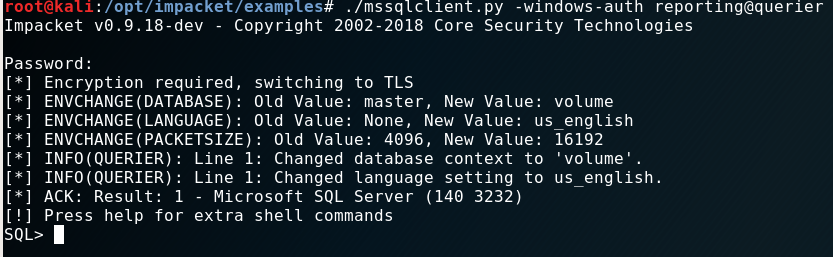 root@kali:/opt/impacket/examples# ./mssqlclient.py -windows-auth reporting@querier
Impacket v0.9.18-dev - Copyright 2002-2018 Core Security Technologies
Password:
[*] Encryption required, switching to TLS
[*] ENVCHANGE(DATABASE): Old Value: master, New Value: volume
[*] ENVCHANGE(LANGUAGE): Old Value: None, New Value: us_english
[*] ENVCHANGE(PACKETSIZE): Old Value: 4096, New Value: 16192
[*] INFO(QUERIER): Line 1: Changed database context to 'volume'.
[*] INFO(QUERIER): Line 1: Changed language setting to us_english.
[*] ACK: Result: 1 - Microsoft SQL Server (140 3232)
[!] Press help for extra shell commands
SQL>